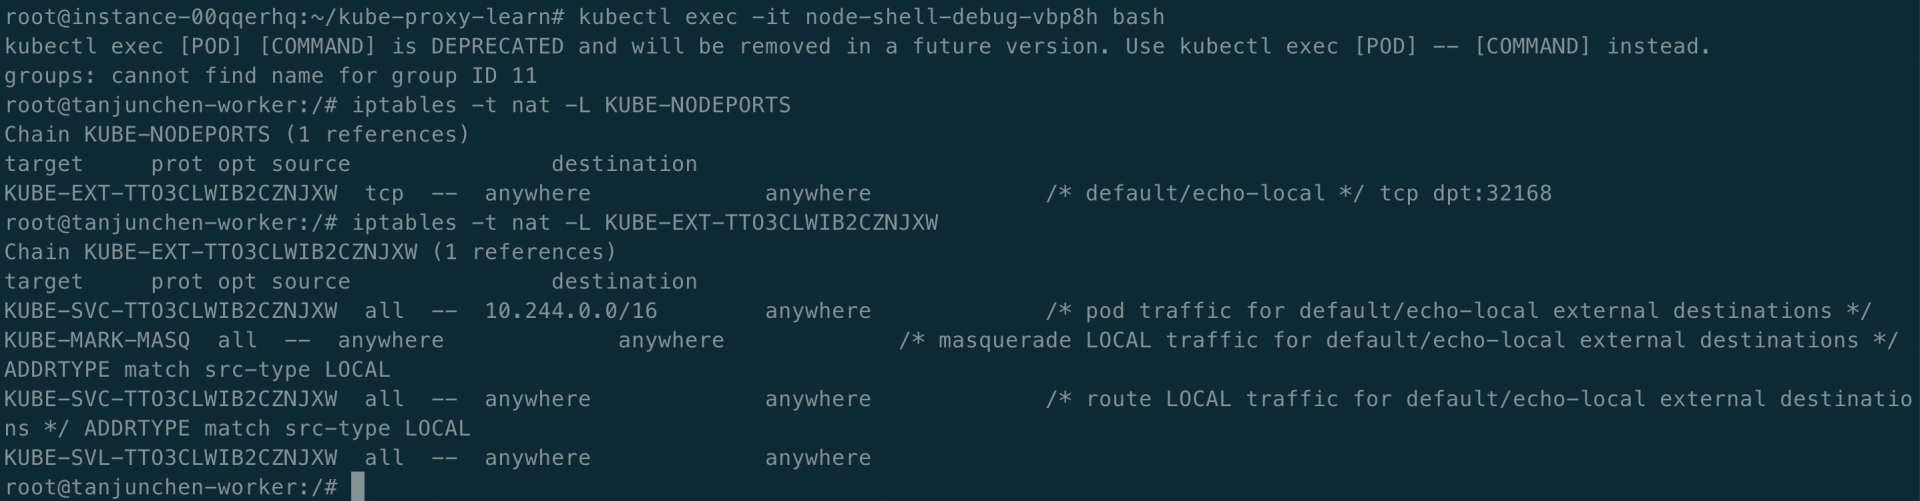 root@instance-00qqerhq:~/kube-proxy-learn# kubectl exec -it node-shell-debug-vbp8h bash
kubectl exec [POD] [COMMAND] is DEPRECATED and will be removed in a future version. Use kubectl exec [POD] -- [COMMAND] instead.
groups: cannot find name for group ID 11
root@tanjunchen-worker:/# iptables -t nat -L KUBE-NODEPORTS
Chain KUBE-NODEPORTS (1 references)
target     prot opt source               destination
KUBE-EXT-TTO3CLWIB2CZNJXW  tcp  --  anywhere             anywhere             /* default/echo-local */ tcp dpt:32168
root@tanjunchen-worker:/# iptables -t nat -L KUBE-EXT-TTO3CLWIB2CZNJXW
Chain KUBE-EXT-TTO3CLWIB2CZNJXW (1 references)
target     prot opt source               destination
KUBE-SVC-TTO3CLWIB2CZNJXW  all  --  10.244.0.0/16        anywhere             /* pod traffic for default/echo-local external destinations */
KUBE-MARK-MASQ  all  --  anywhere             anywhere             /* masquerade LOCAL traffic for default/echo-local external destinations */
ADDRTYPE match src-type LOCAL
KUBE-SVC-TTO3CLWIB2CZNJXW  all  --  anywhere             anywhere             /* route LOCAL traffic for default/echo-local external destinatio
ns */ ADDRTYPE match src-type LOCAL
KUBE-SVL-TTO3CLWIB2CZNJXW  all  --  anywhere             anywhere
root@tanjunchen-worker:/#